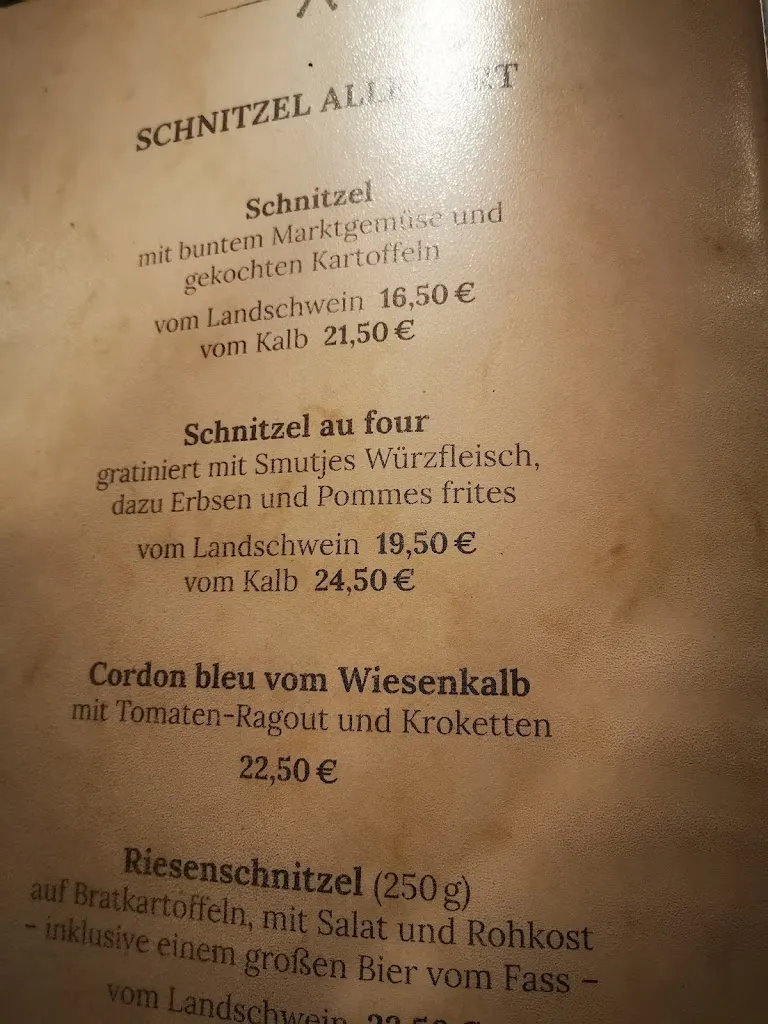 SCHNITZEL
Schnitzel
mit buntem Marktgemüse und
gekochten Kartoffeln
vom Landschwein 16,50 €
vom Kalb 21,50 €
Schnitzel au four
gratiniert mit Smutjes Würzfleisch,
dazu Erbsen und Pommes frites
vom Landschwein 19,50 €
vom Kalb 24,50 €
Cordon bleu vom Wiesenkalb
mit Tomaten-Ragout und Kroketten
22,50 €
Riesenschnitzel (250 g)
auf Bratkartoffeln, mit Salat und Rohkost
- inklusive einem großen Bier vom Fass -
vom Landschwein